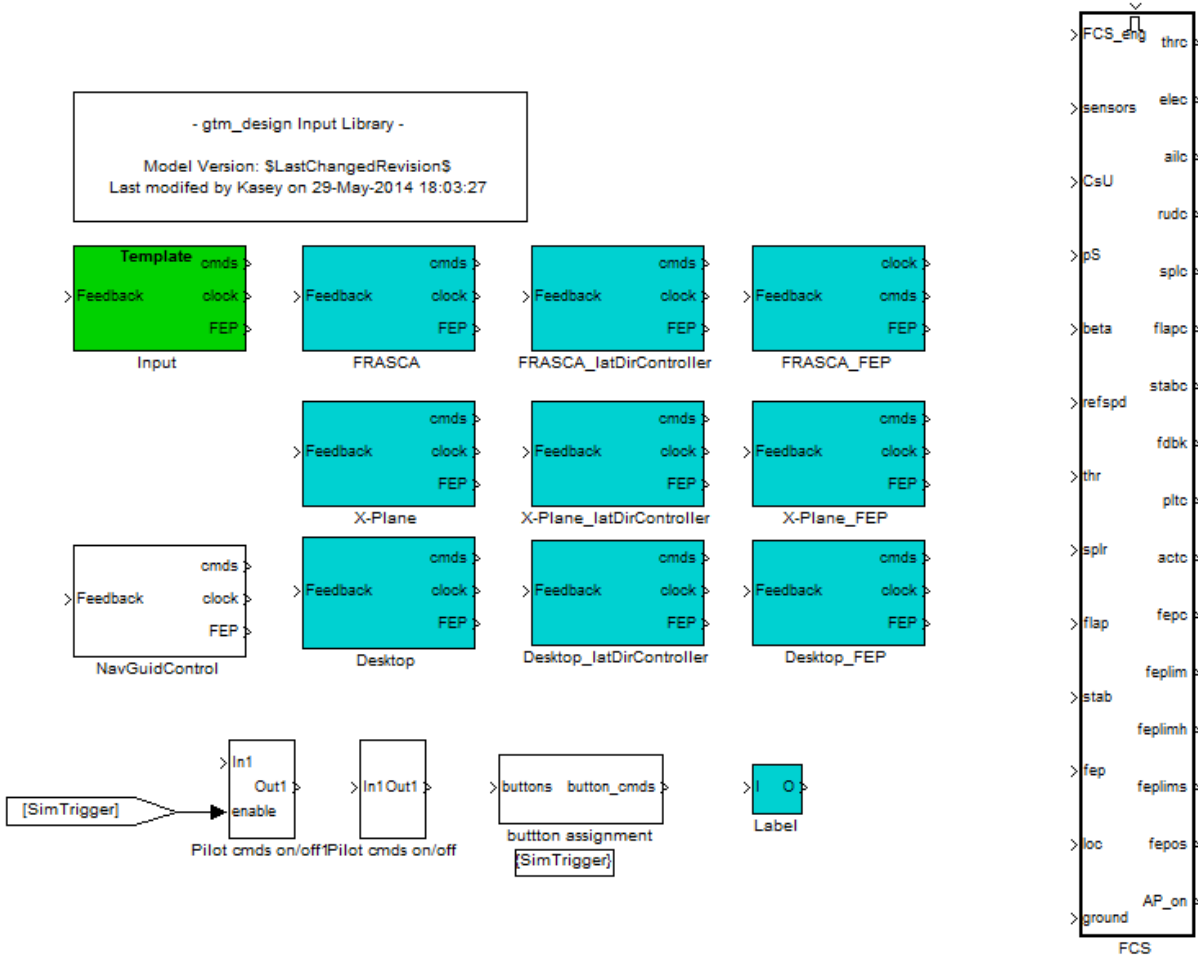 - gtm_design Input Library -
Model Version: $LastChangedRevision$
Last modifed by Kasey on 29-May-2014 18:03:27
Template
Feedback
cmds
clock
FEP
Input
Feedback
cmds
clock
FEP
FRASCA
Feedback
cmds
clock
FEP
FRASCA_latDirController
Feedback
clock
cmds
FEP
FRASCA_FEP
Feedback
cmds
clock
FEP
X-Plane
Feedback
cmds
clock
FEP
X-Plane_latDirController
Feedback
cmds
clock
FEP
X-Plane_FEP
Feedback
cmds
clock
FEP
NavGuidControl
Feedback
cmds
clock
FEP
Desktop
Feedback
cmds
clock
FEP
Desktop_latDirController
Feedback
cmds
clock
FEP
Desktop_FEP
[SimTrigger]
In1
Out1
enable
Pilot cmds on/off1
In1 Out1
Pilot cmds on/off
buttons button_cmds
buttton assignment
{SimTrigger}
I O
Label
FCS_eng
sensors
CsU
pS
beta
refspd
thr
splr
flap
stab
fep
loc
ground
thrc
elec
ailc
rudc
splc
flapc
stabc
fdbk
pltc
actc
fepc
feplim
feplimh
feplims
fepos
AP_on
FCS